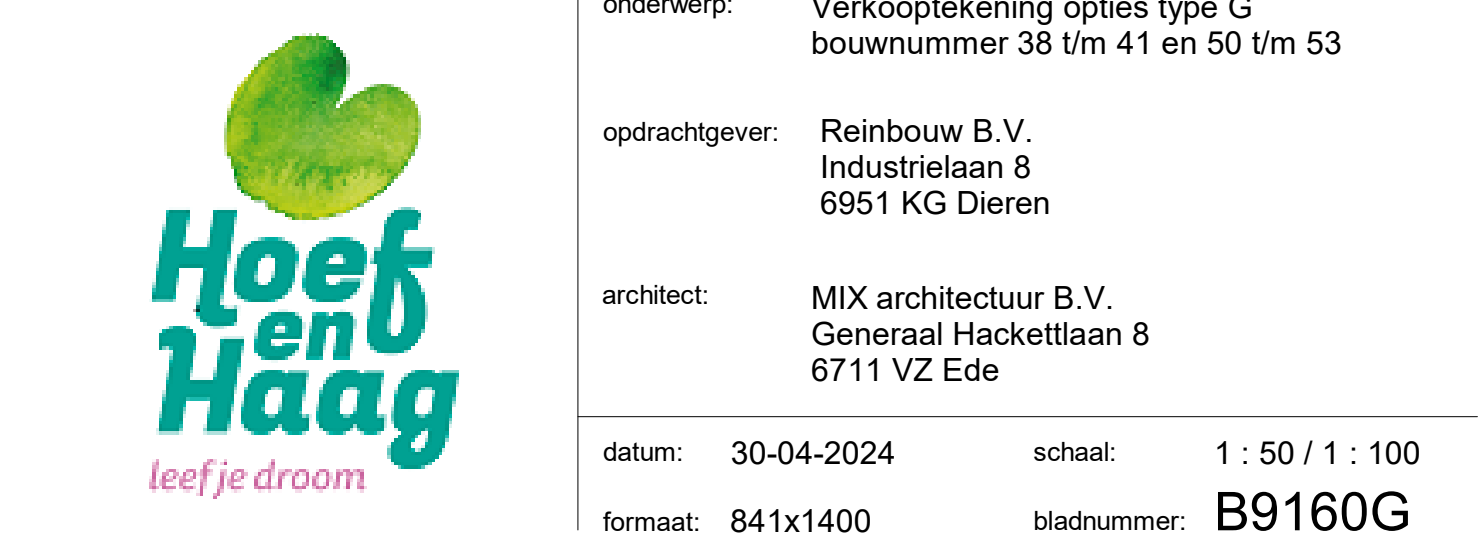 Hoef
en
Haag
leef je droom
onderwerp: Verkooptekening opties type G
bouwnummer 38 t/m 41 en 50 t/m 53
opdrachtgever: Reinbouw B.V.
Industrielaan 8
6951 KG Dieren
architect: MIX architectuur B.V.
Generaal Hackettlaan 8
6711 VZ Ede
datum: 30-04-2024 schaal: 1 : 50 / 1 : 100
formaat: 841x1400 bladnummer: B9160G